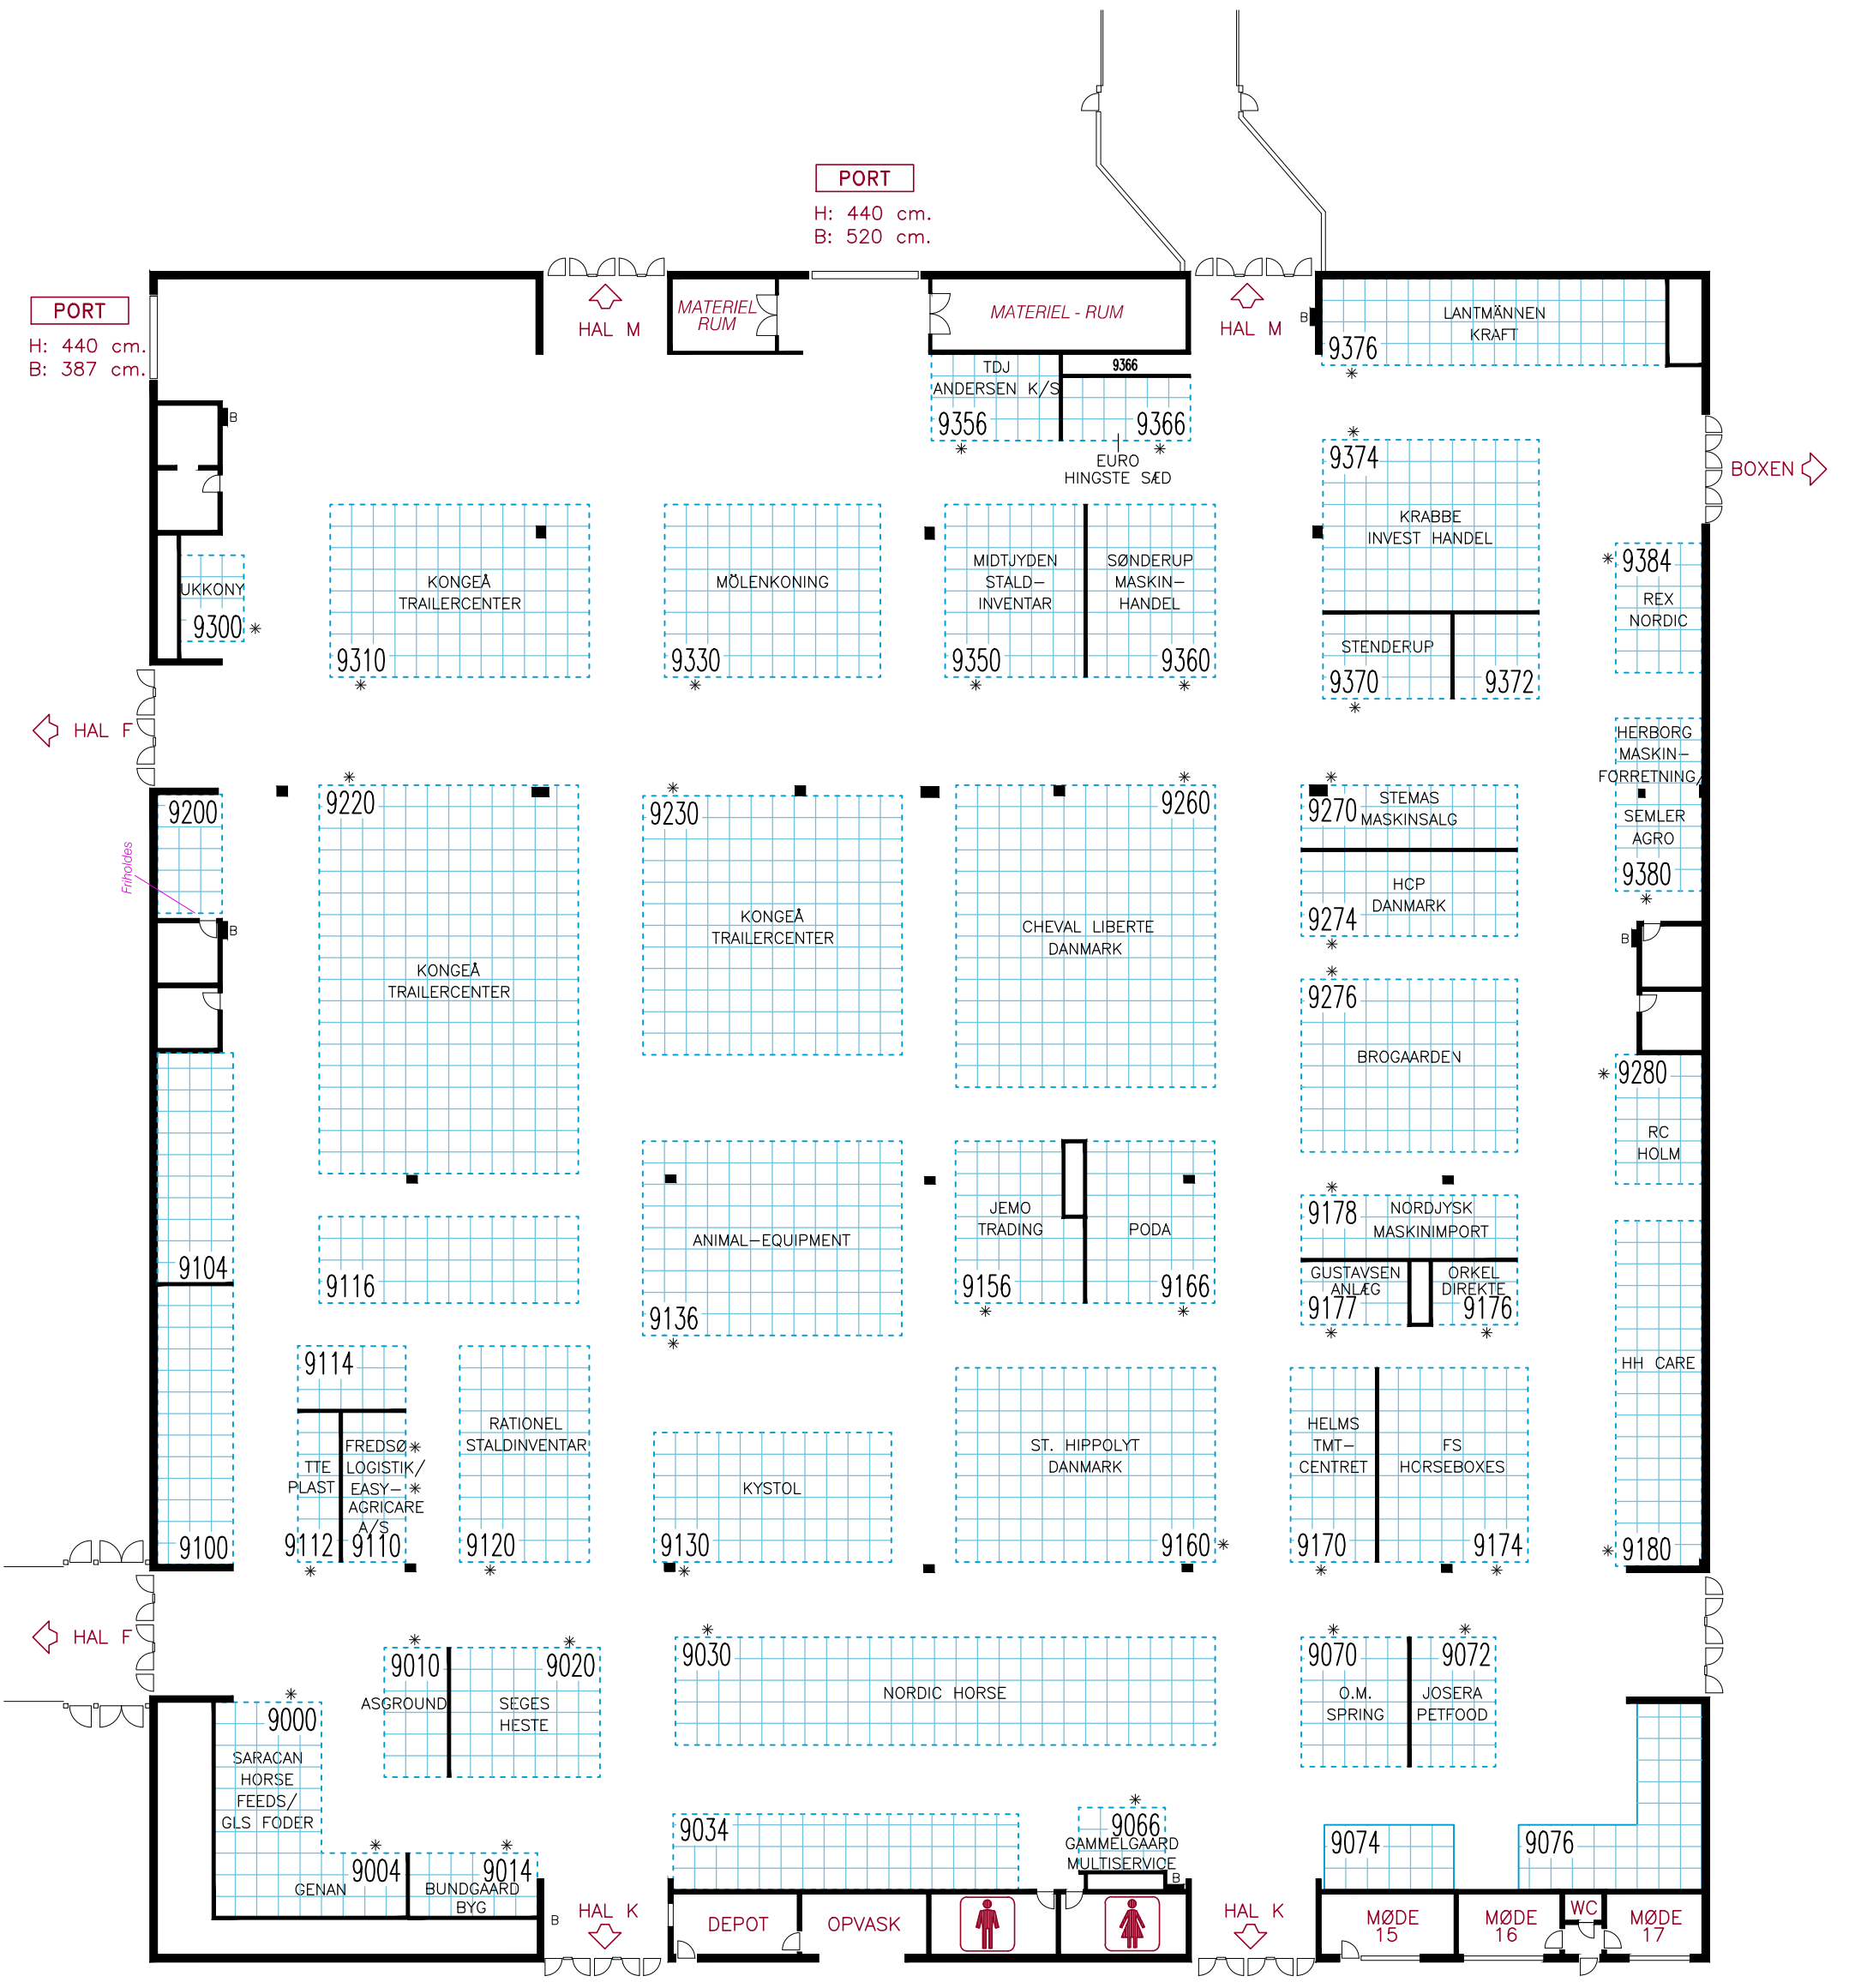 PORT
H: 440 cm.
B: 520 cm.
PORT
H: 440 cm.
B: 387 cm.
HAL M
MATERIEL
RUM
MATERIEL - RUM
HAL M
B
LANTMÄNNEN
KRAFT
9376
*
TDJ
ANDERSEN K/S
9356
*
9366
9366
*
EURO
HINGSTE SÆD
B
*
9374
KRABBE
INVEST HANDEL
BOXEN
UKKONY
9300 *
KONGEÅ
TRAILERCENTER
9310
*
MÖLENKONING
9330
*
MIDTJYDEN
STALD-
INVENTAR
9350
*
SØNDERUP
MASKIN-
HANDEL
9360
*
STENDERUP
9370
*
9372
* 9384
REX
NORDIC
HAL F
HERBORG
MASKIN-
FORRETNING/
SEMLER
AGRO
9380
*
9200
Friholdes
B
*
9220
KONGEÅ
TRAILERCENTER
*
9230
KONGEÅ
TRAILERCENTER
*
9260
CHEVAL LIBERTE
DANMARK
*
9270
STEMAS
MASKINSALG
HCP
DANMARK
9274
*
B
*
9276
BROGAARDEN
* 9280
RC
HOLM
9104
9116
ANIMAL-EQUIPMENT
9136
*
JEMO
TRADING
9156
*
PODA
9166
*
*
9178
NORDJYSK
MASKINIMPORT
GUSTAVSEN
ANLÆG
9177
*
ORKEL
DIREKTE
9176
*
HH CARE
* 9180
9100
9114
TTE
PLAST
9112
*
FREDSØ *
LOGISTIK/
EASY- *
AGRICARE
A/S
9110
RATIONEL
STALDINVENTAR
9120
*
KYSTOL
9130
*
ST. HIPPOLYT
DANMARK
9160 *
HELMS
TMT-
CENTRET
9170
*
FS
HORSEBOXES
9174
*
HAL F
*
9010
ASGROUND
*
9020
SEGES
HESTE
*
9030
NORDIC HORSE
*
9070
O.M.
SPRING
*
9072
JOSERA
PETFOOD
*
9000
SARACAN
HORSE
FEEDS/
GLS FODER
*
9004
GENAN
*
9014
BUNDGAARD
BYG
9034
*
9066
GAMMELGAARD
MULTISERVICE
B
9074
9076
B
HAL K
DEPOT
OPVASK
HAL K
MØDE
15
MØDE
16
WC
MØDE
17